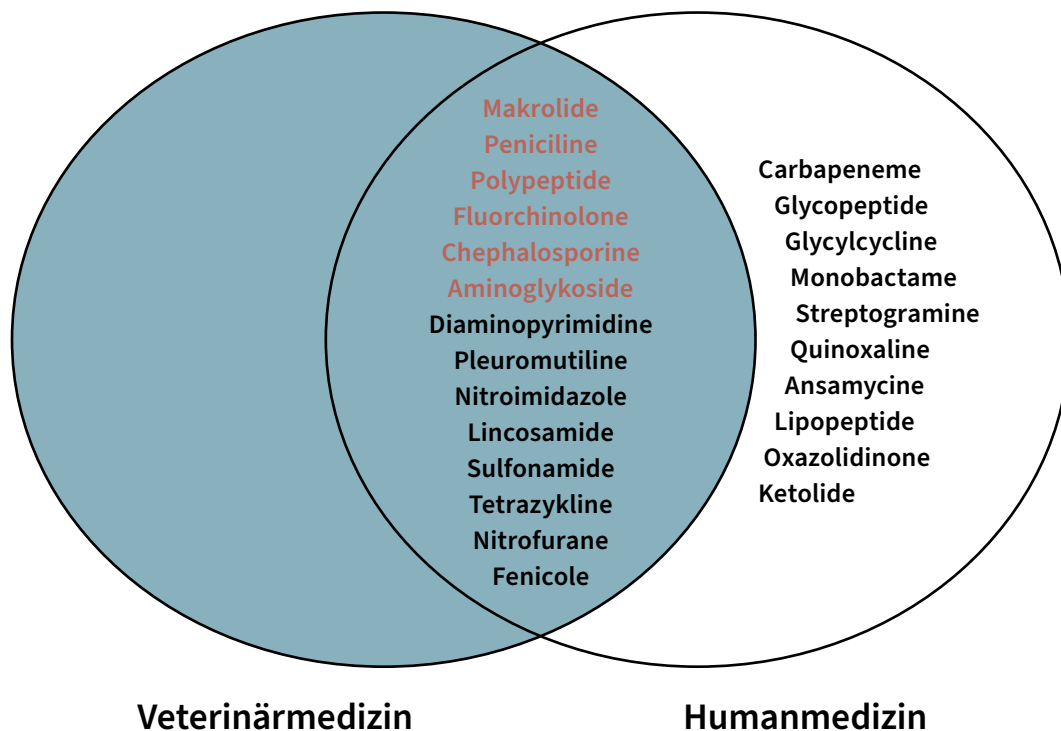 Makrolide
Peniciline
Polypeptide
Fluorchinolone
Chephalosporine
Aminoglykoside
Diaminopyrimidine
Pleuromutiline
Nitroimidazole
Lincosamide
Sulfonamide
Tetrazykline
Nitrofurane
Fenicole
Carbapeneme
Glycopeptide
Glycylcycline
Monobactame
Streptogramine
Quinoxaline
Ansamycine
Lipopeptide
Oxazolidinone
Ketolide
Veterinärmedizin
Humanmedizin